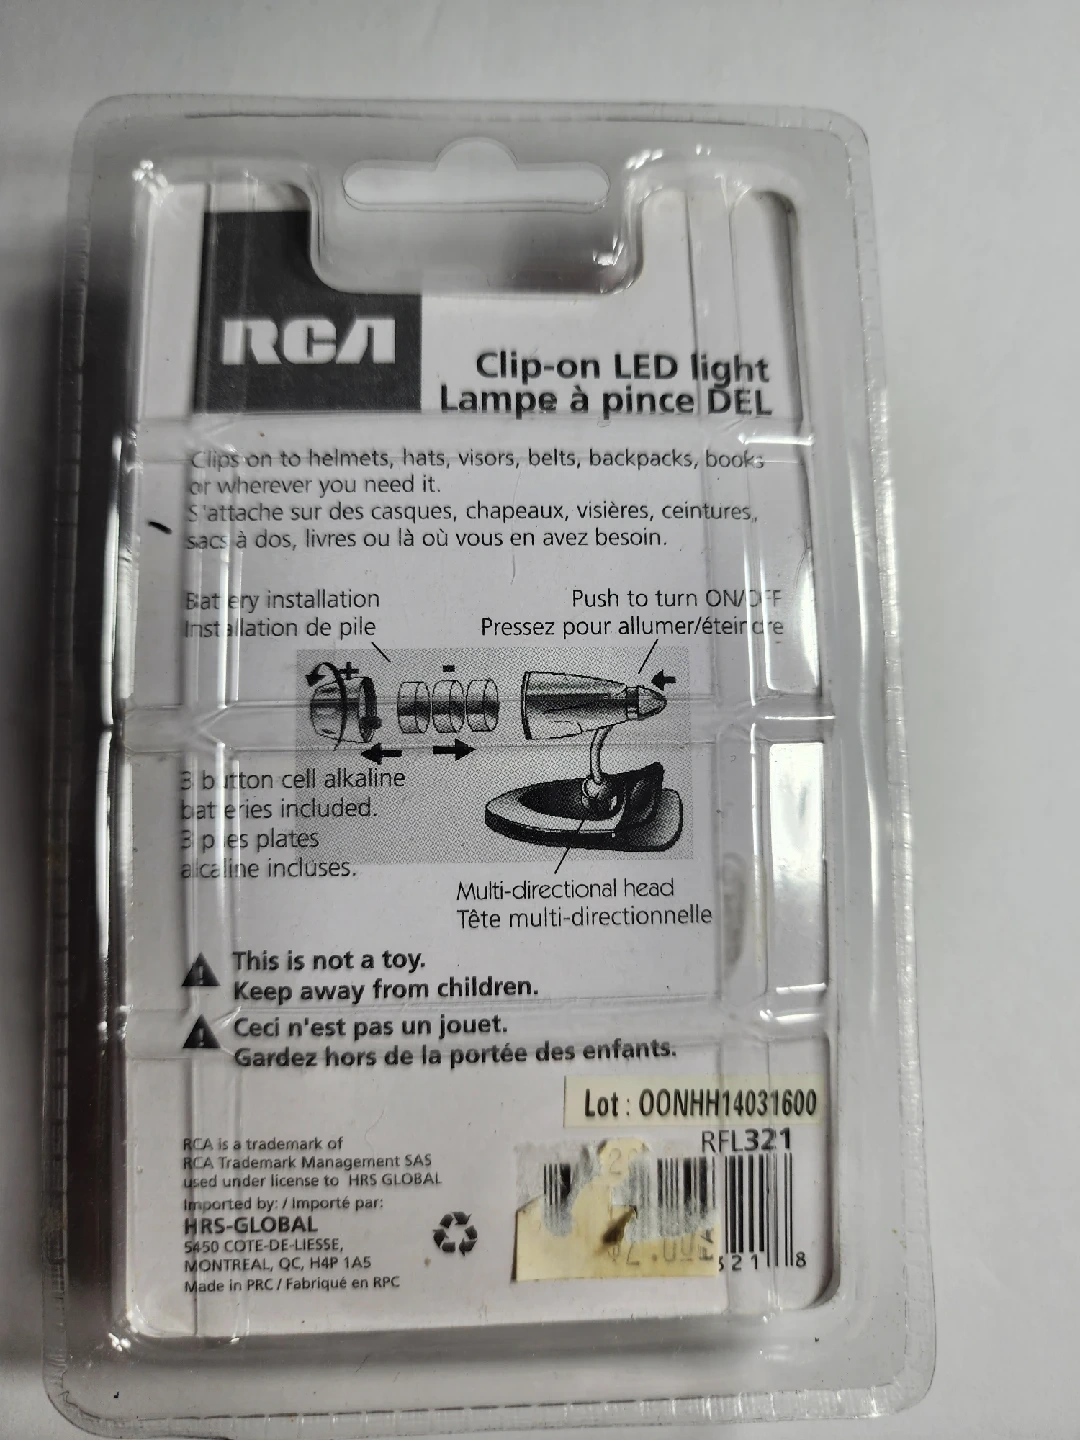 RCA
Clip-on LED light
Lampe à pince DEL
Clips on to helmets, hats, visors, belts, backpacks, books
or wherever you need it.
S'attache sur des casques, chapeaux, visières, ceintures,
sacs à dos, livres ou là où vous en avez besoin.
Battery installation
Installation de pile
Push to turn ON/OFF
Pressez pour allumer/éteindre
+
-
3 button cell alkaline
batteries included.
3 piles plates
alcaline incluses.
Multi-directional head
Tête multi-directionnelle
This is not a toy.
Keep away from children.
Ceci n'est pas un jouet.
Gardez hors de la portée des enfants.
Lot : OONHH14031600
RFL321
RCA is a trademark of
RCA Trademark Management SAS
used under license to HRS GLOBAL
Imported by: / Importé par:
HRS-GLOBAL
5450 COTE-DE-LIESSE,
MONTREAL, QC, H4P 1A5
Made in PRC / Fabriqué en RPC
$2.00
321 8